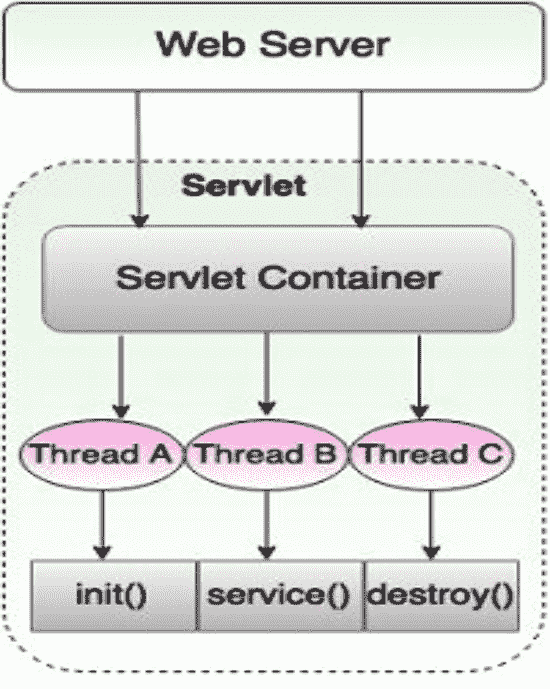 Web Server
Servlet
Servlet Container
Thread A Thread B Thread C
init() service() destroy()